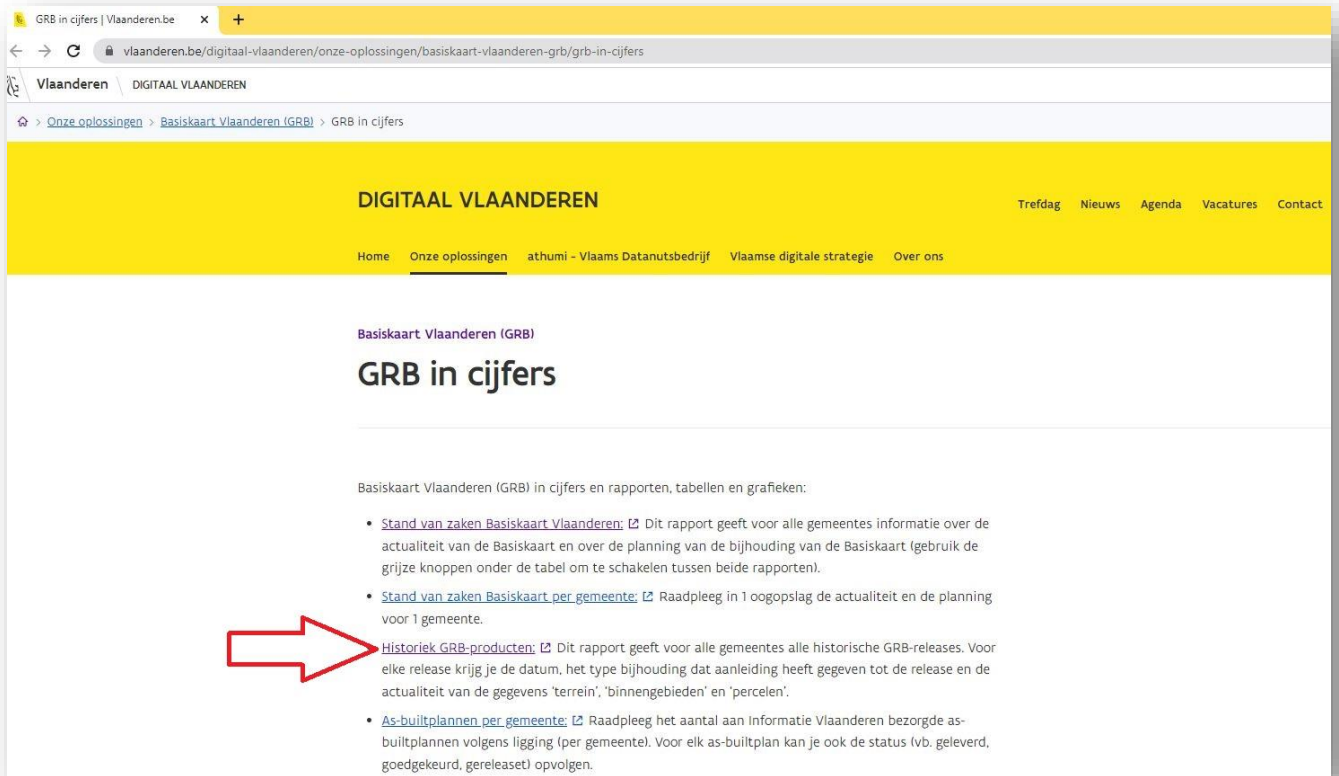 GRB in cijfers | Vlaanderen.be
vlaanderen.be/digitaal-vlaanderen/onze-oplossingen/basiskaart-vlaanderen-grb/grb-in-cijfers
Vlaanderen \ DIGITAAL VLAANDEREN
> Onze oplossingen > Basiskaart Vlaanderen (GRB) > GRB in cijfers
DIGITAAL VLAANDEREN
Trefdag Nieuws Agenda Vacatures Contact
Home Onze oplossingen athumi - Vlaams Datanutsbedrijf Vlaamse digitale strategie Over ons
Basiskaart Vlaanderen (GRB)
GRB in cijfers
Basiskaart Vlaanderen (GRB) in cijfers en rapporten, tabellen en grafieken:
• Stand van zaken Basiskaart Vlaanderen: Dit rapport geeft voor alle gemeentes informatie over de
actualiteit van de Basiskaart en over de planning van de bijhouding van de Basiskaart (gebruik de
grijze knoppen onder de tabel om te schakelen tussen beide rapporten).
• Stand van zaken Basiskaart per gemeente: Raadpleeg in 1 oogopslag de actualiteit en de planning
voor 1 gemeente.
Historiek GRB-producten: Dit rapport geeft voor alle gemeentes alle historische GRB-releases. Voor
elke release krijg je de datum, het type bijhouding dat aanleiding heeft gegeven tot de release en de
actualiteit van de gegevens 'terrein', 'binnengebieden' en 'percelen'.
• As-builtplannen per gemeente: Raadpleeg het aantal aan Informatie Vlaanderen bezorgde as-
builtplannen volgens ligging (per gemeente). Voor elk as-builtplan kan je ook de status (vb. geleverd,
goedgekeurd, gereleaset) opvolgen.